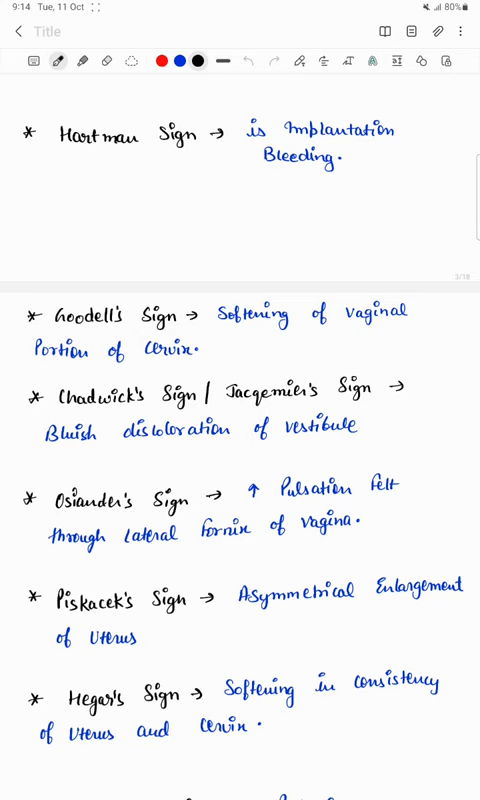 9:14 Tue, 11 Oct
80%
Title
* Hartman Sign → is Implantation
Bleeding.
3/18
* Goodell's Sign → Softening of vaginal
Portion of Cervix.
* Chadwick's Sign / Jacqemier's Sign →
Bluish discoloration of vestibule
* Osiander's Sign → ↑ Pulsation felt
through lateral fornix of vagina.
* Piskacek's Sign → Asymmetrical Enlargement
of Uterus
* Hegar's Sign → Softening in consistency
of Uterus and Cervix.